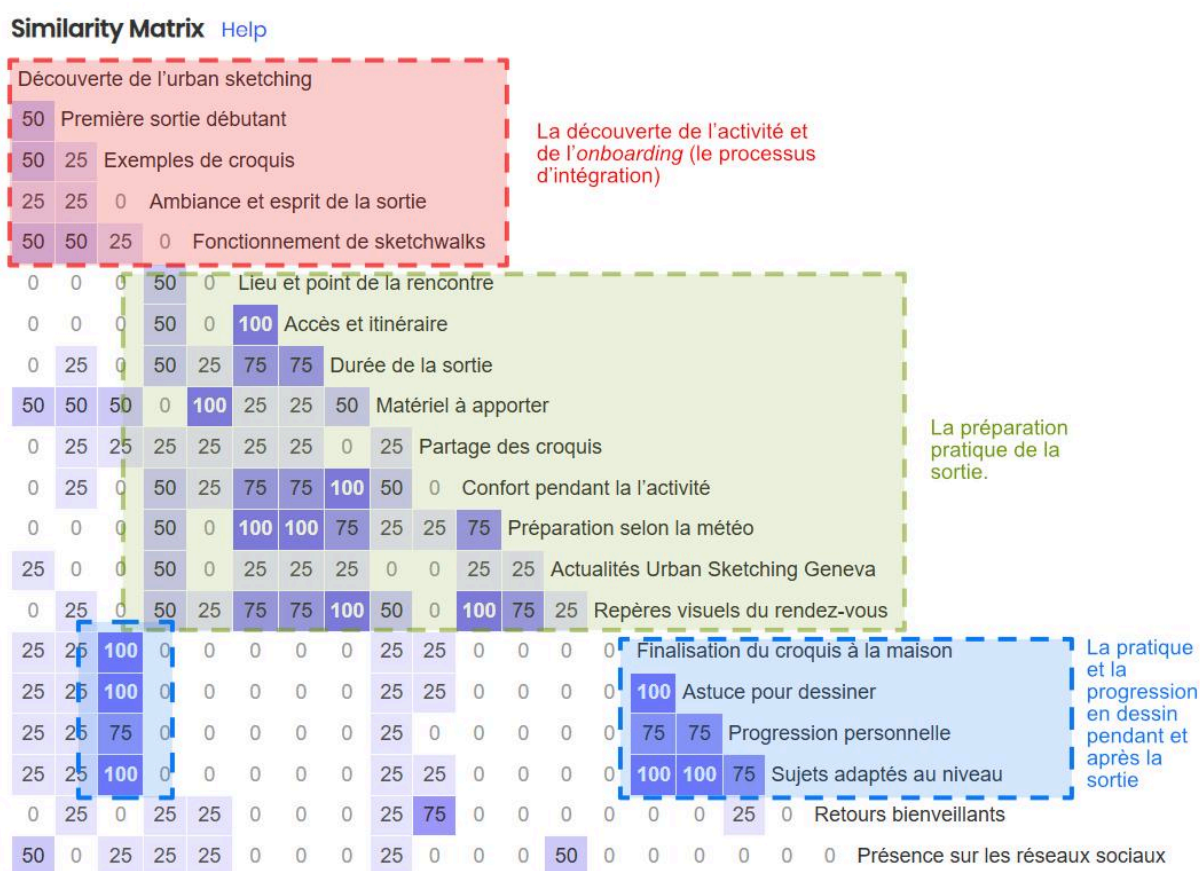 Similarity Matrix Help
Découverte de l'urban sketching
50 Première sortie débutant
50 25 Exemples de croquis
25 25 0 Ambiance et esprit de la sortie
50 50 25 0 Fonctionnement de sketchwalks
La découverte de l'activité et
de l'onboarding (le processus
d'intégration)
0 0 0 50 0 Lieu et point de la rencontre
0 0 0 50 0 100 Accès et itinéraire
0 25 0 50 25 75 75 Durée de la sortie
50 50 50 0 100 25 25 50 Matériel à apporter
0 25 25 25 25 25 25 0 25 Partage des croquis
0 25 0 50 25 75 75 100 50 0 Confort pendant la l'activité
0 0 0 50 0 100 100 75 25 25 75 Préparation selon la météo
25 0 0 50 0 25 25 25 0 0 25 25 Actualités Urban Sketching Geneva
0 25 0 50 25 75 75 100 50 0 100 75 25 Repères visuels du rendez-vous
La préparation
pratique de la
sortie.
25 25 100 0 0 0 0 0 25 25 0 0 0 0 Finalisation du croquis à la maison
25 25 100 0 0 0 0 0 25 25 0 0 0 0 100 Astuce pour dessiner
25 25 75 0 0 0 0 0 25 0 0 0 0 0 75 75 Progression personnelle
25 25 100 0 0 0 0 0 25 25 0 0 0 0 100 100 75 Sujets adaptés au niveau
La pratique
et la
progression
en dessin
pendant et
après la
sortie
0 25 0 25 25 0 0 0 25 75 0 0 0 0 0 0 25 0 Retours bienveillants
50 0 25 25 25 0 0 0 25 0 0 0 50 0 0 0 0 0 0 Présence sur les réseaux sociaux